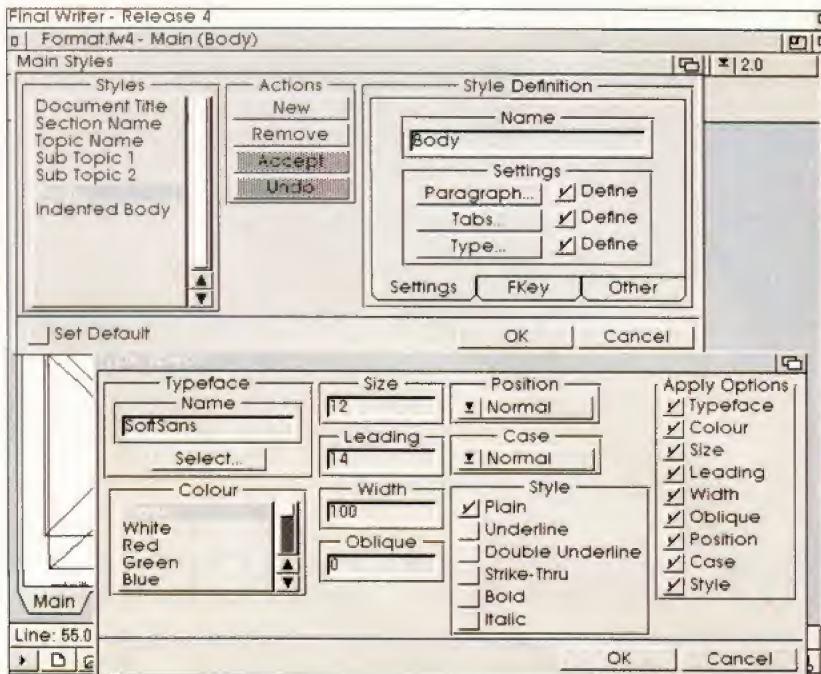 Final Writer - Release 4
Format.fw4 - Main (Body)
Main Styles
2.0
Styles
Document Title
Section Name
Topic Name
Sub Topic 1
Sub Topic 2
Indented Body
Actions
New
Remove
Accept
Undo
Style Definition
Name
Body
Settings
Paragraph... Define
Tabs... Define
Type... Define
Settings FKey Other
Set Default
OK Cancel
Typeface
Name
SoftSans
Select...
Colour
White
Red
Green
Blue
Size
12
Leading
14
Width
100
Oblique
0
Position
Normal
Case
Normal
Style
Plain
Underline
Double Underline
Strike-Thru
Bold
Italic
Apply Options
Typeface
Colour
Size
Leading
Width
Oblique
Position
Case
Style
OK Cancel
Main
Line: 55.0